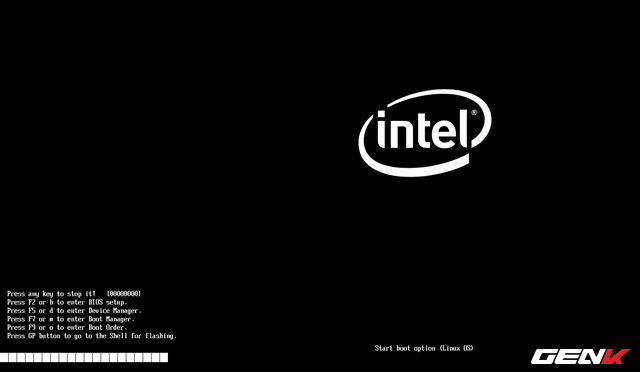 intel®
Press any key to stop it! [00000000]
Press F2 or b to enter BIOS setup.
Press F5 or d to enter Device Manager.
Press F7 or m to enter Boot Manager.
Press F9 or o to enter Boot Order.
Press GP button to go to the Shell for flashing.
Start boot option (Linux OS)
GENK